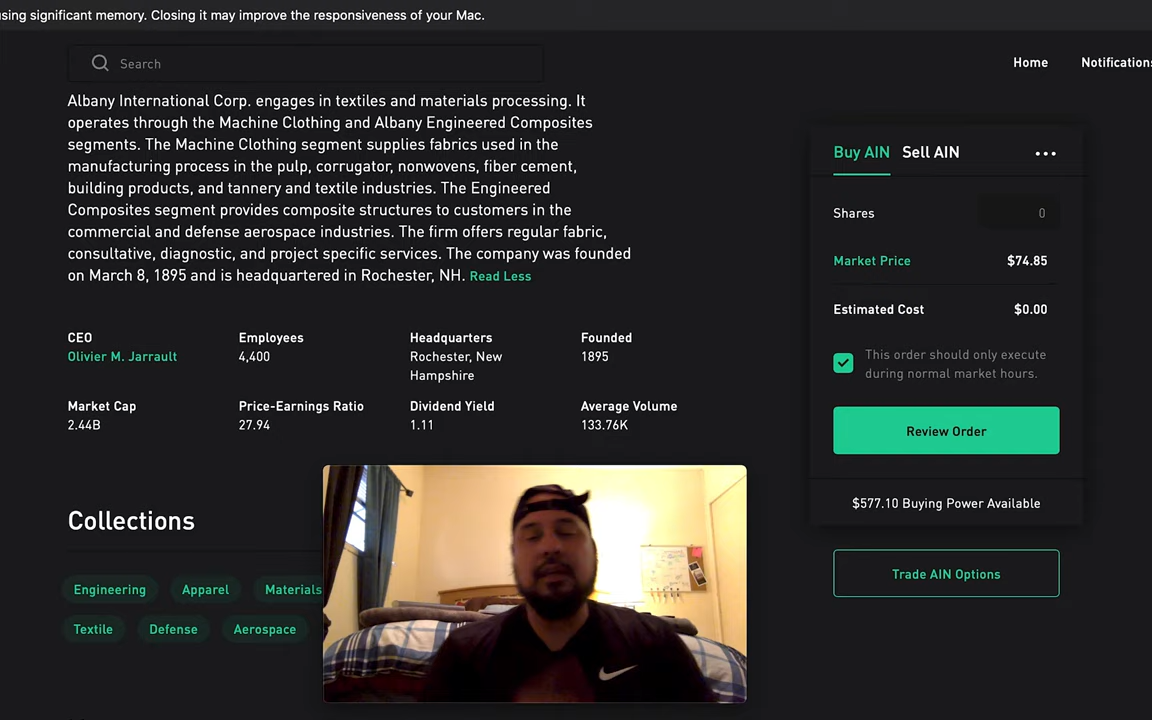 using significant memory. Closing it may improve the responsiveness of your Mac.
Search
Home
Notifications
Albany International Corp. engages in textiles and materials processing. It
operates through the Machine Clothing and Albany Engineered Composites
segments. The Machine Clothing segment supplies fabrics used in the
manufacturing process in the pulp, corrugator, nonwovens, fiber cement,
building products, and tannery and textile industries. The Engineered
Composites segment provides composite structures to customers in the
commercial and defense aerospace industries. The firm offers regular fabric,
consultative, diagnostic, and project specific services. The company was founded
on March 8, 1895 and is headquartered in Rochester, NH. Read Less
CEO
Olivier M. Jarrault
Employees
4,400
Headquarters
Rochester, New
Hampshire
Founded
1895
Market Cap
2.44B
Price-Earnings Ratio
27.94
Dividend Yield
1.11
Average Volume
133.76K
Collections
Engineering
Apparel
Materials
Textile
Defense
Aerospace
Buy AIN
Sell AIN
Shares
0
Market Price
$74.85
Estimated Cost
$0.00
This order should only execute
during normal market hours.
Review Order
$577.10 Buying Power Available
Trade AIN Options